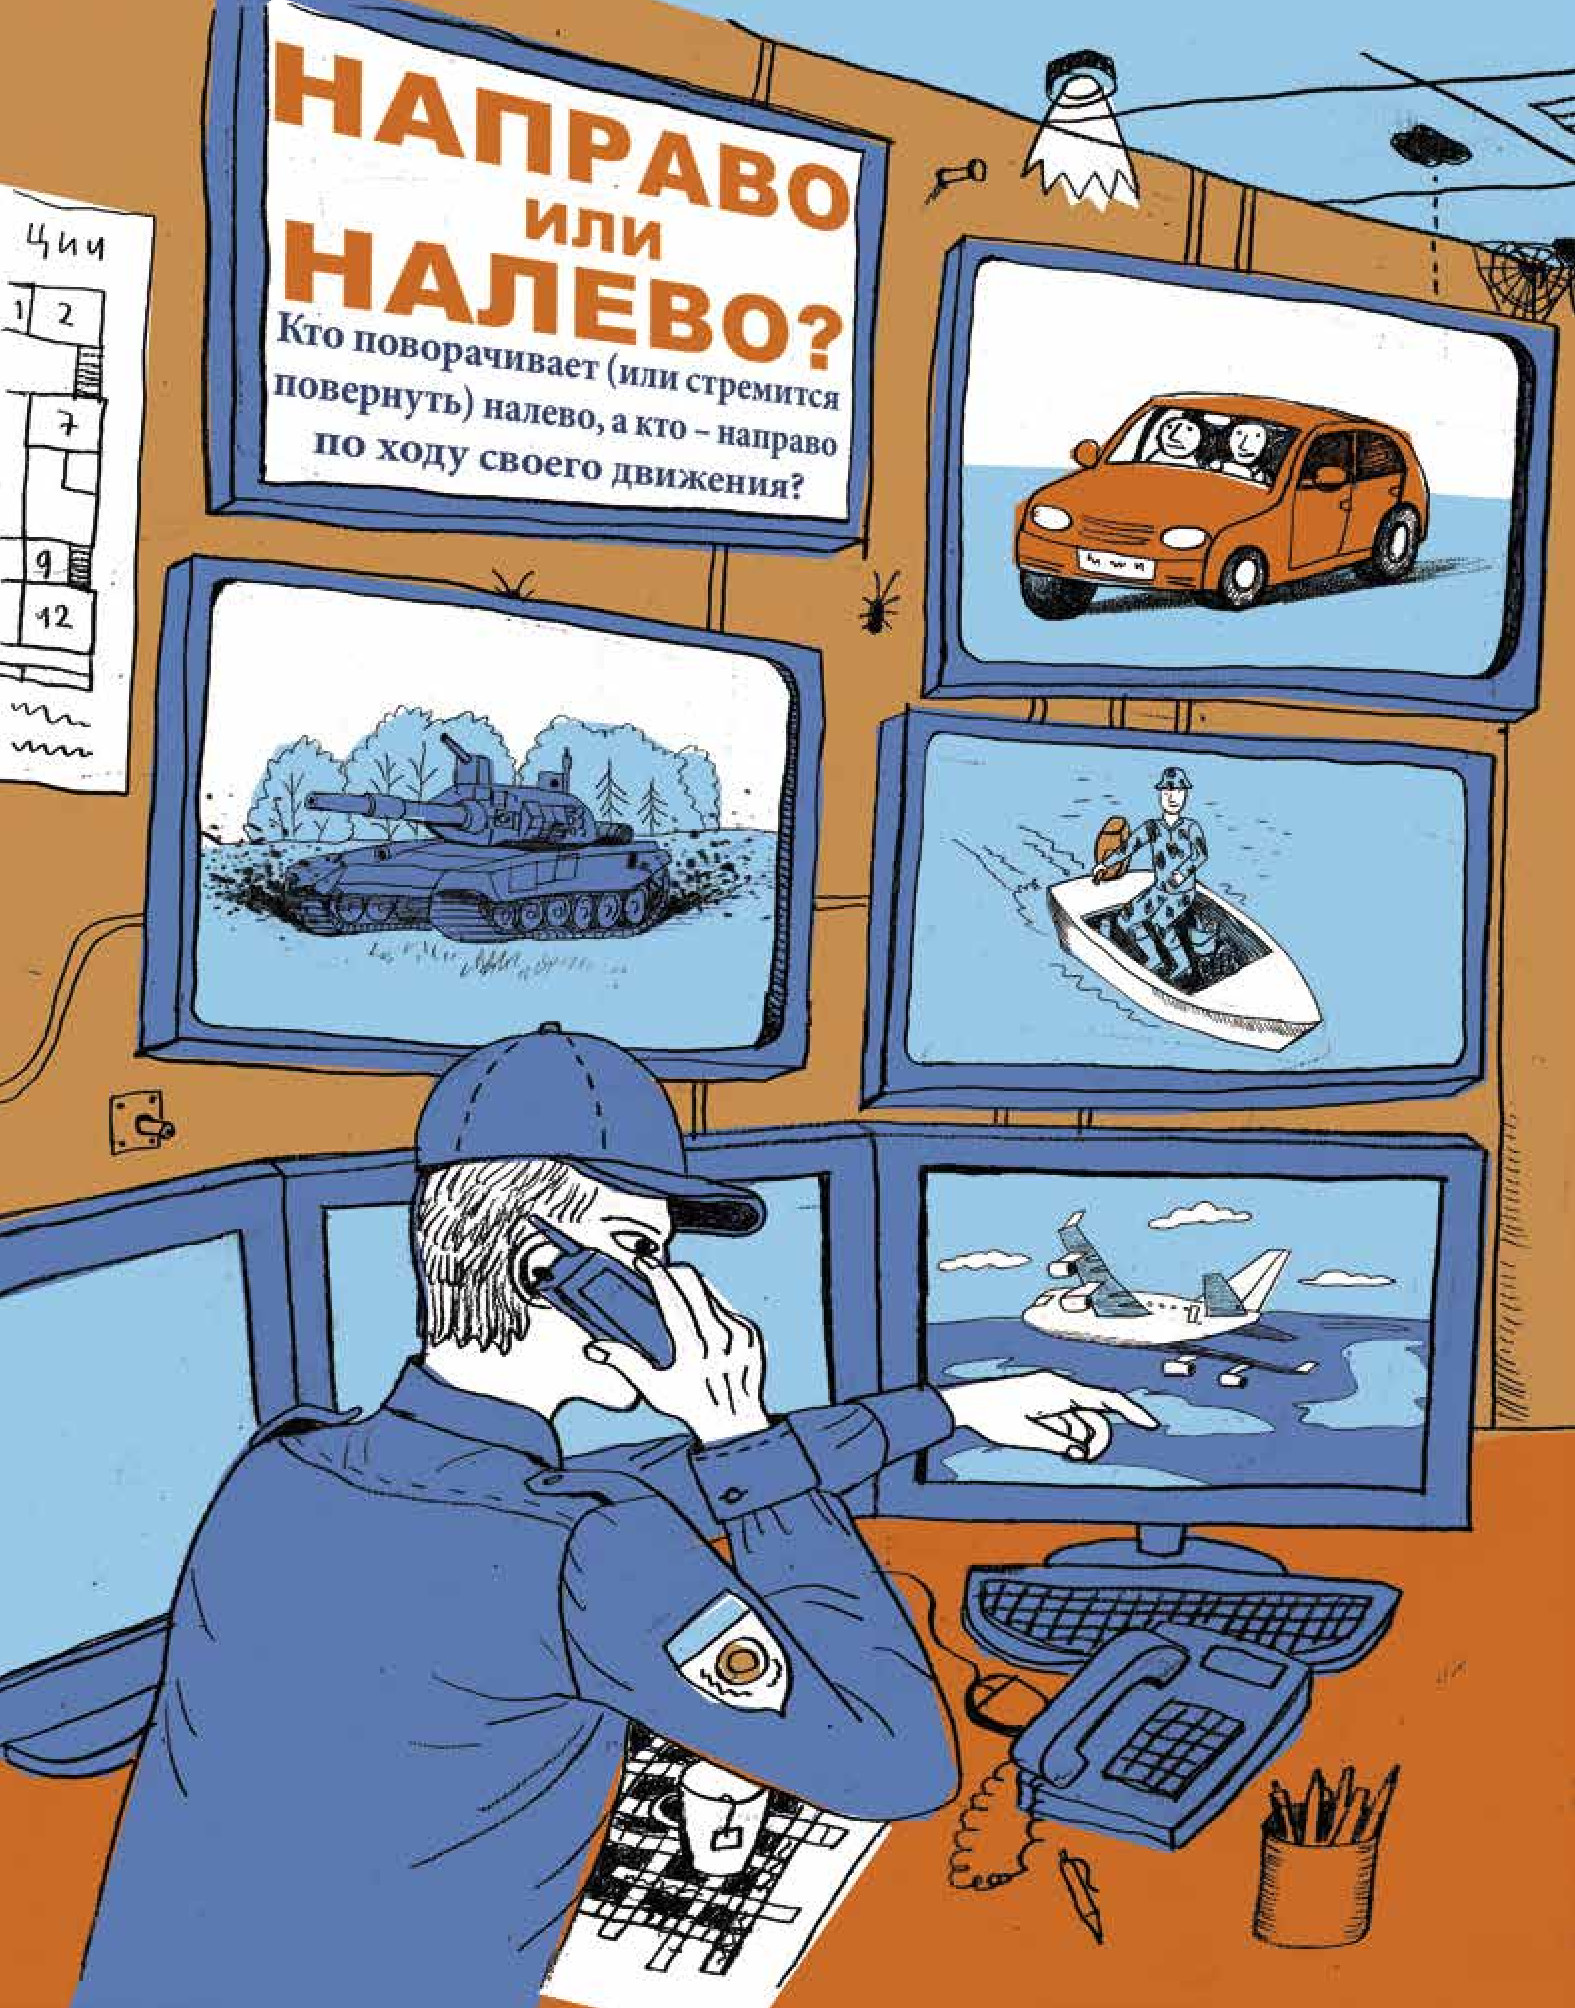 НАПРАВО
ИЛИ
НАЛЕВО?
Кто поворачивает (или стремится
повернуть) налево, а кто – направо
по ходу своего движения?
ЦИИ
1 2
7
9
12